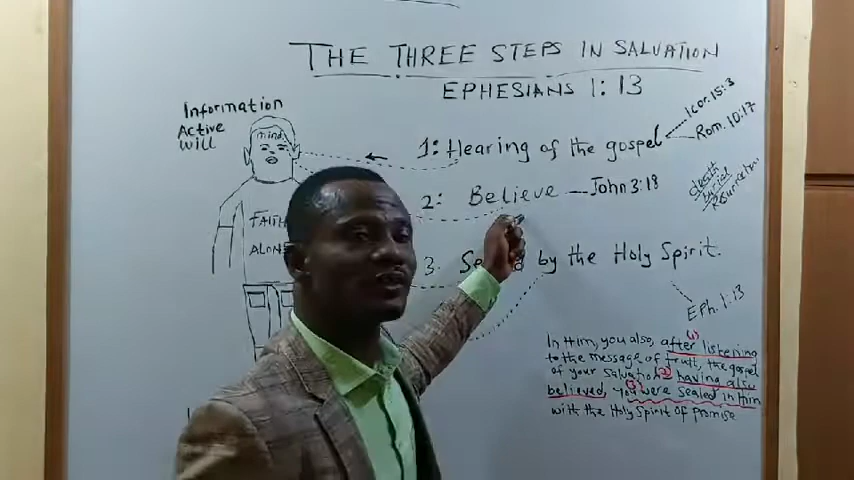 THE THREE STEPS IN SALVATION
EPHESIANS 1:13
Information
Active
Will
mind
FAITH
ALONE
1: Hearing of the gospel
1Cor. 15:3
Rom. 10:17
2: Believe — John 3:18
death
burial
Resurrection
3. by the Holy Spirit.
EPh. 1:13
In Him, you also, after (1) listening
to the message of truth, the gospel
of your Salvation (2) having also
believed, (3) you were sealed in Him
with the Holy Spirit of Promise